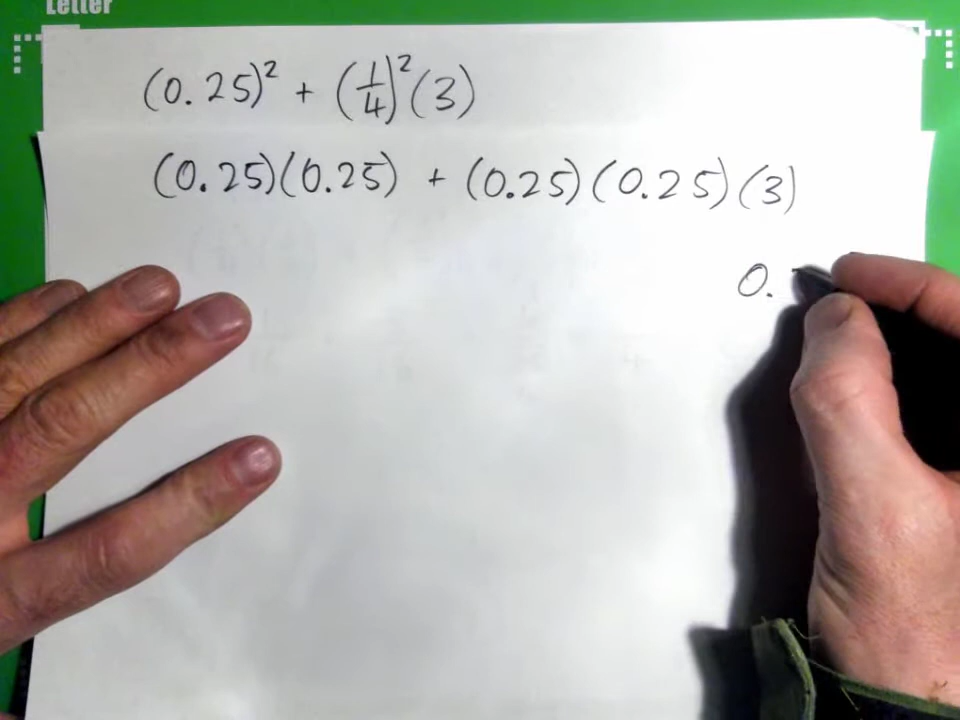 Letter
(0.25)² + (1/4)²(3)
(0.25)(0.25) + (0.25)(0.25)(3)
0.